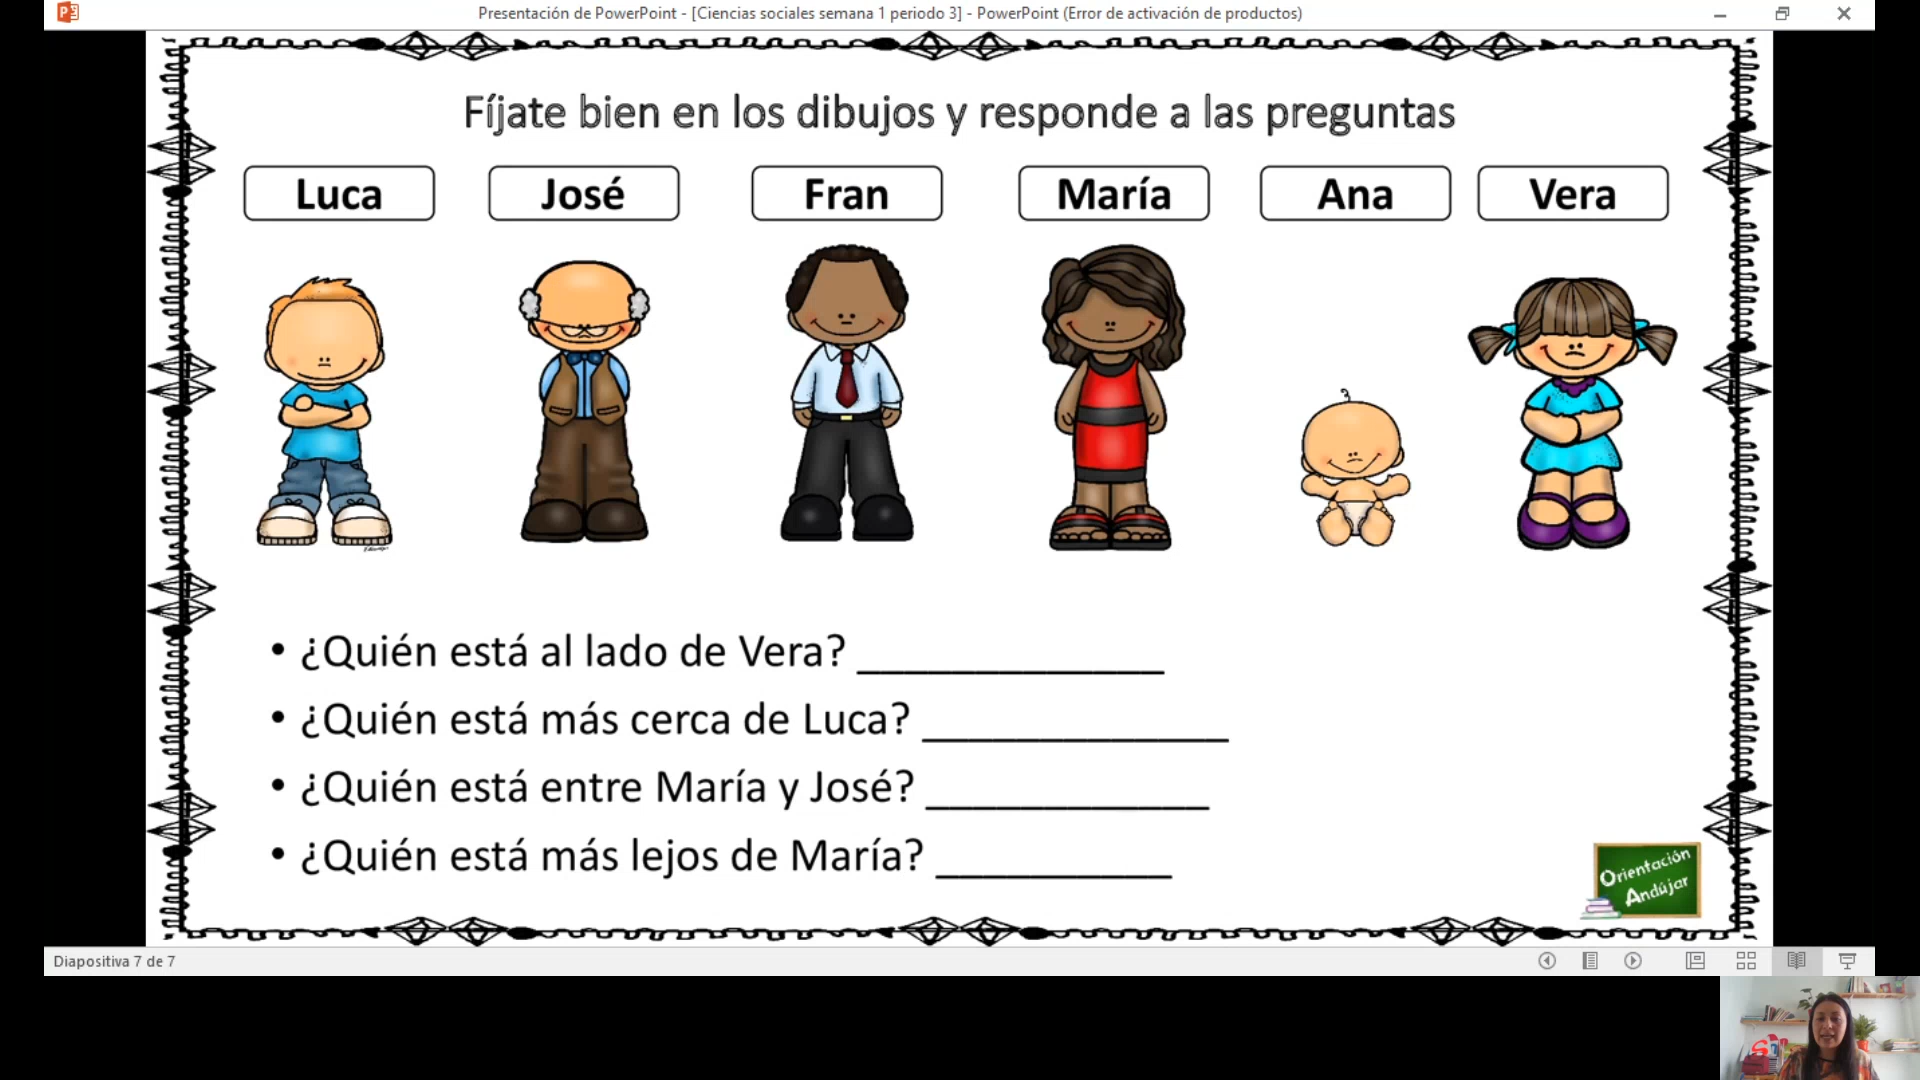 Presentación de PowerPoint - [Ciencias sociales semana 1 periodo 3] - PowerPoint (Error de activación de productos)
Fíjate bien en los dibujos y responde a las preguntas
Luca José Fran María Ana Vera
• ¿Quién está al lado de Vera? _____________
• ¿Quién está más cerca de Luca? _____________
• ¿Quién está entre María y José? ____________
• ¿Quién está más lejos de María? __________
Orientación
Andújar
Diapositiva 7 de 7